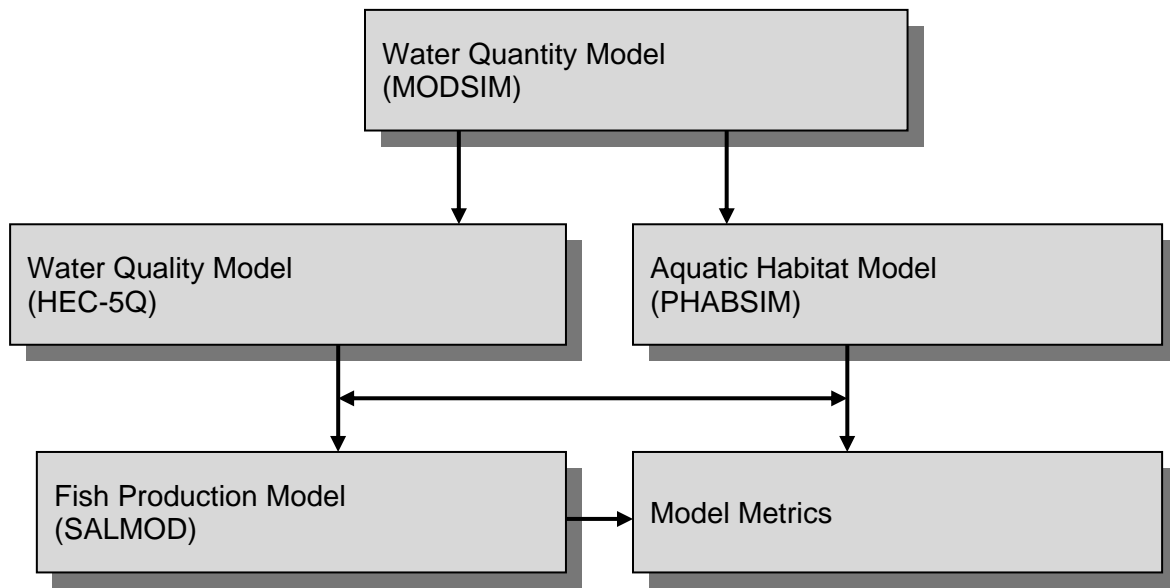 Water Quantity Model
(MODSIM)
Water Quality Model
(HEC-5Q)
Aquatic Habitat Model
(PHABSIM)
Fish Production Model
(SALMOD)
Model Metrics